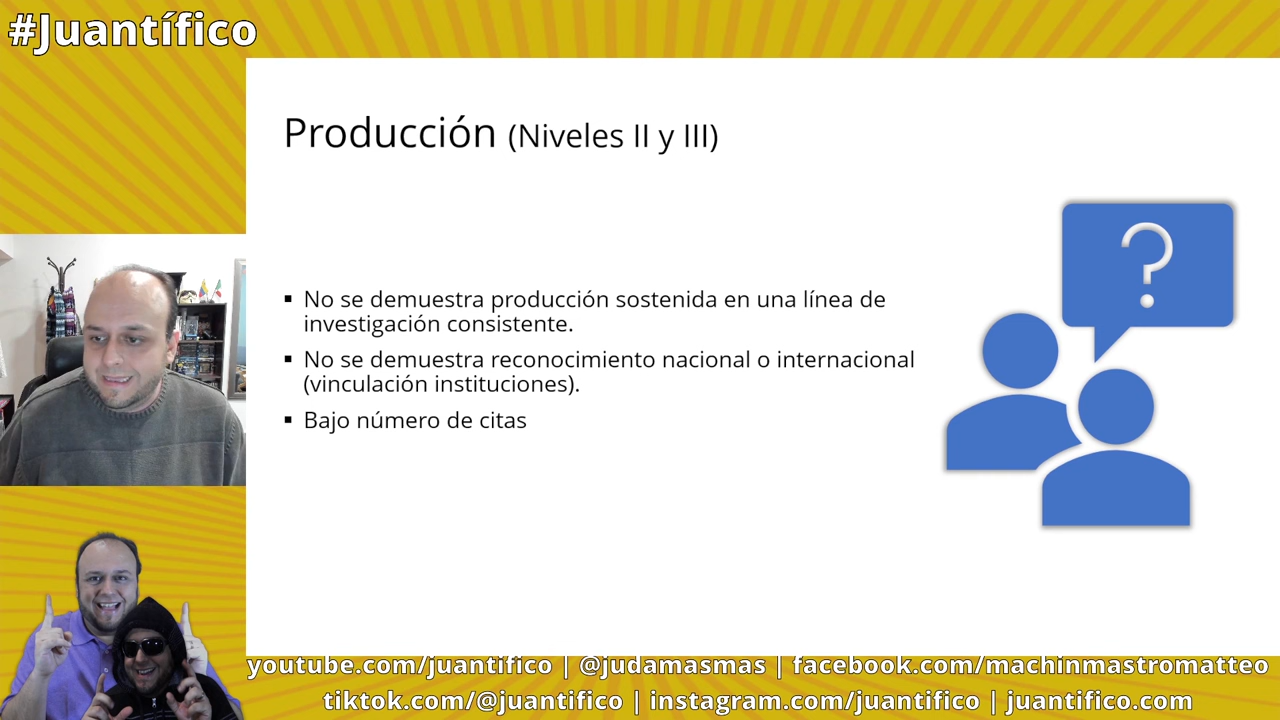 #Juantífico
Producción (Niveles II y III)
▪ No se demuestra producción sostenida en una línea de
investigación consistente.
▪ No se demuestra reconocimiento nacional o internacional
(vinculación instituciones).
▪ Bajo número de citas
?
youtube.com/juantifico | @judamasmas | facebook.com/machinmastromatteo
tiktok.com/@juantifico | instagram.com/juantifico | juantifico.com